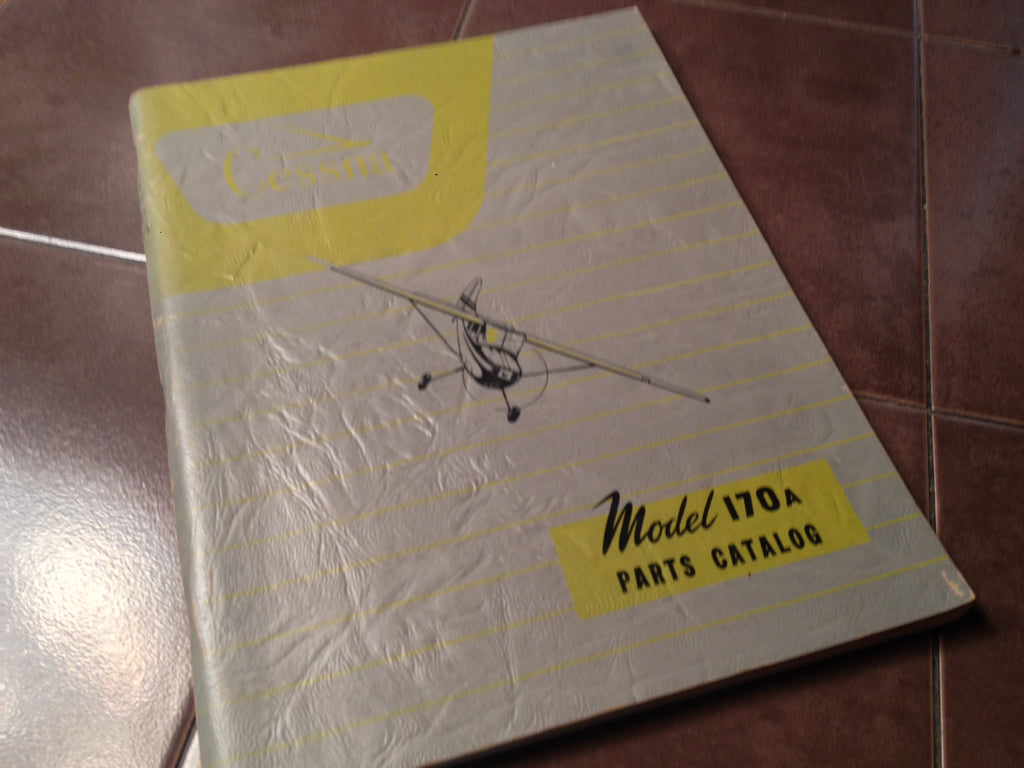 Cessna
Model 170A
PARTS CATALOG